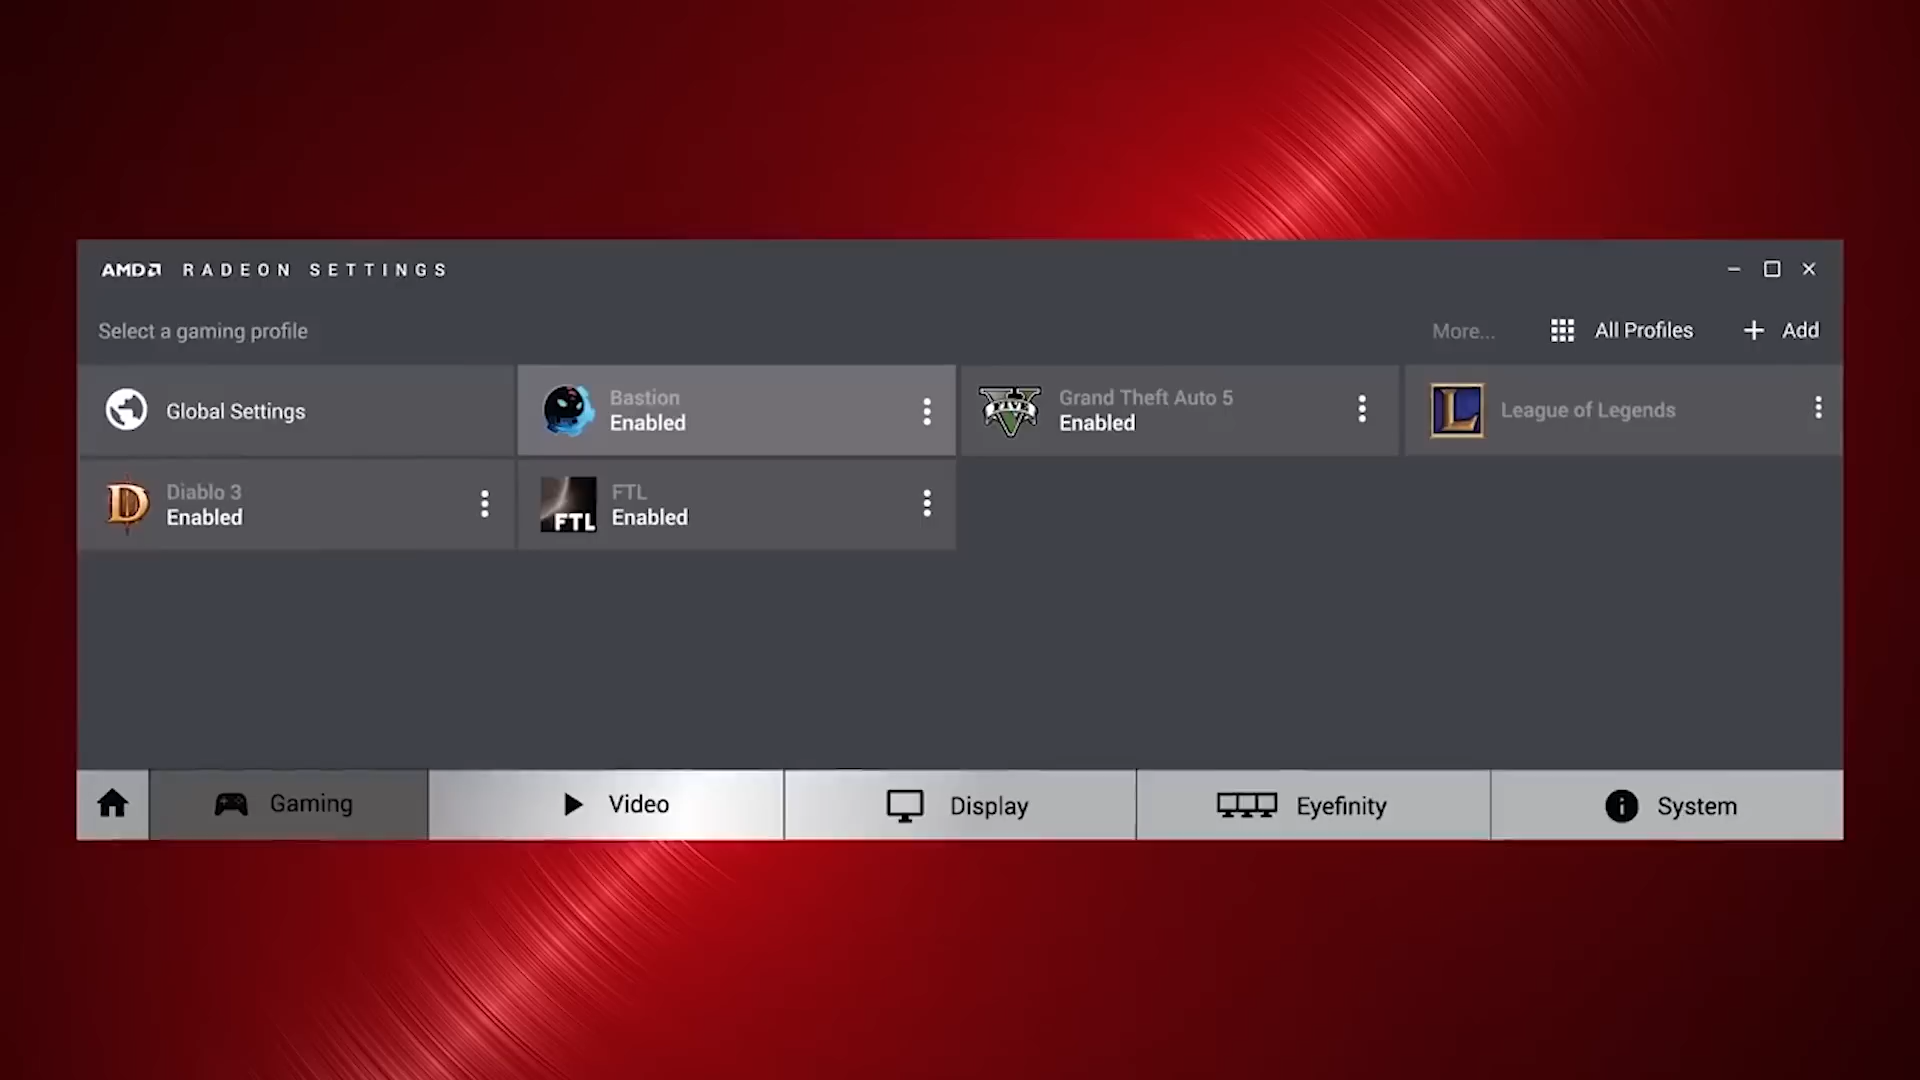 AMD RADEON SETTINGS
Select a gaming profile
More...
All Profiles
+ Add
Global Settings
Bastion
Enabled
FIVE
Grand Theft Auto 5
Enabled
L
League of Legends
D
Diablo 3
Enabled
FTL
FTL
Enabled
Gaming
Video
Display
Eyefinity
System